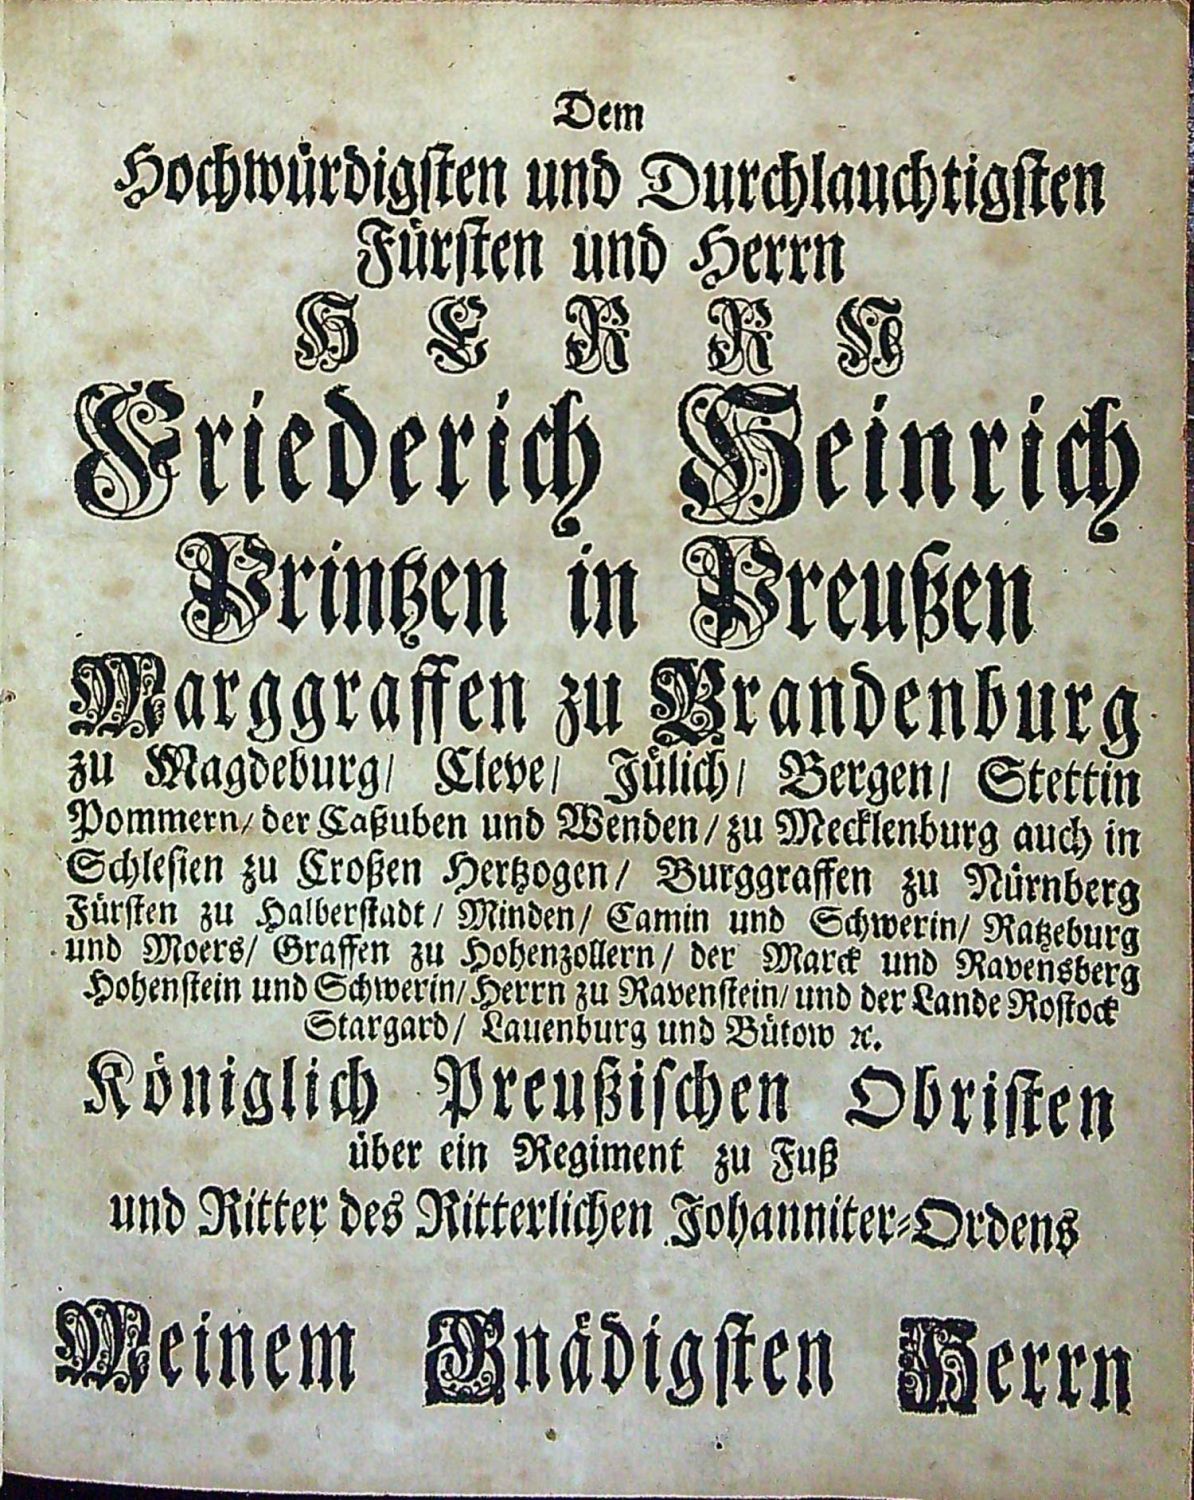 Dem
Hochwürdigsten und Durchlauchtigsten
Fürsten und Herrn
HERRN
Friederich Heinrich
Printzen in Preußen
Marggraffen zu Brandenburg
zu Magdeburg/ Cleve/ Jülich/ Bergen/ Stettin
Pommern/ der Caßuben und Wenden/ zu Mecklenburg auch in
Schlesien zu Croßen Hertzogen/ Burggraffen zu Nürnberg
Fürsten zu Halberstadt/ Minden/ Camin und Schwerin/ Ratzeburg
und Moers/ Graffen zu Hohenzollern/ der Marck und Ravensberg
Hohenstein und Schwerin/ Herrn zu Ravenstein/ und der Lande Rostock
Stargard/ Lauenburg und Bütow ꝛc.
Königlich Preußischen Obristen
über ein Regiment zu Fuß
und Ritter des Ritterlichen Johanniter-Ordens
Meinem Gnädigsten Herrn